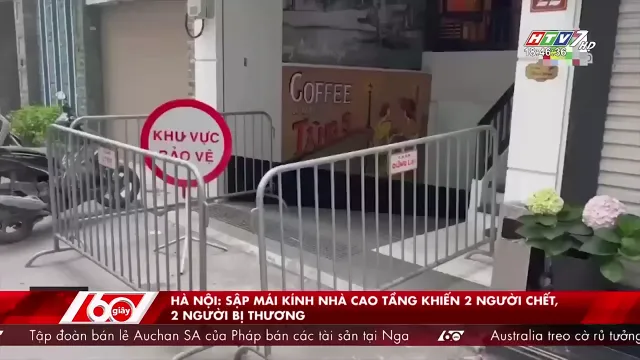 HTV7 HD
COFFEE
KHU VỰC
BẢO VỆ
60 giây
HÀ NỘI: SẬP MÁI KÍNH NHÀ CAO TẦNG KHIẾN 2 NGƯỜI CHẾT,
2 NGƯỜI BỊ THƯƠNG
Tập đoàn bán lẻ Auchan SA của Pháp bán các tài sản tại Nga
Australia treo cờ rủ tưởng